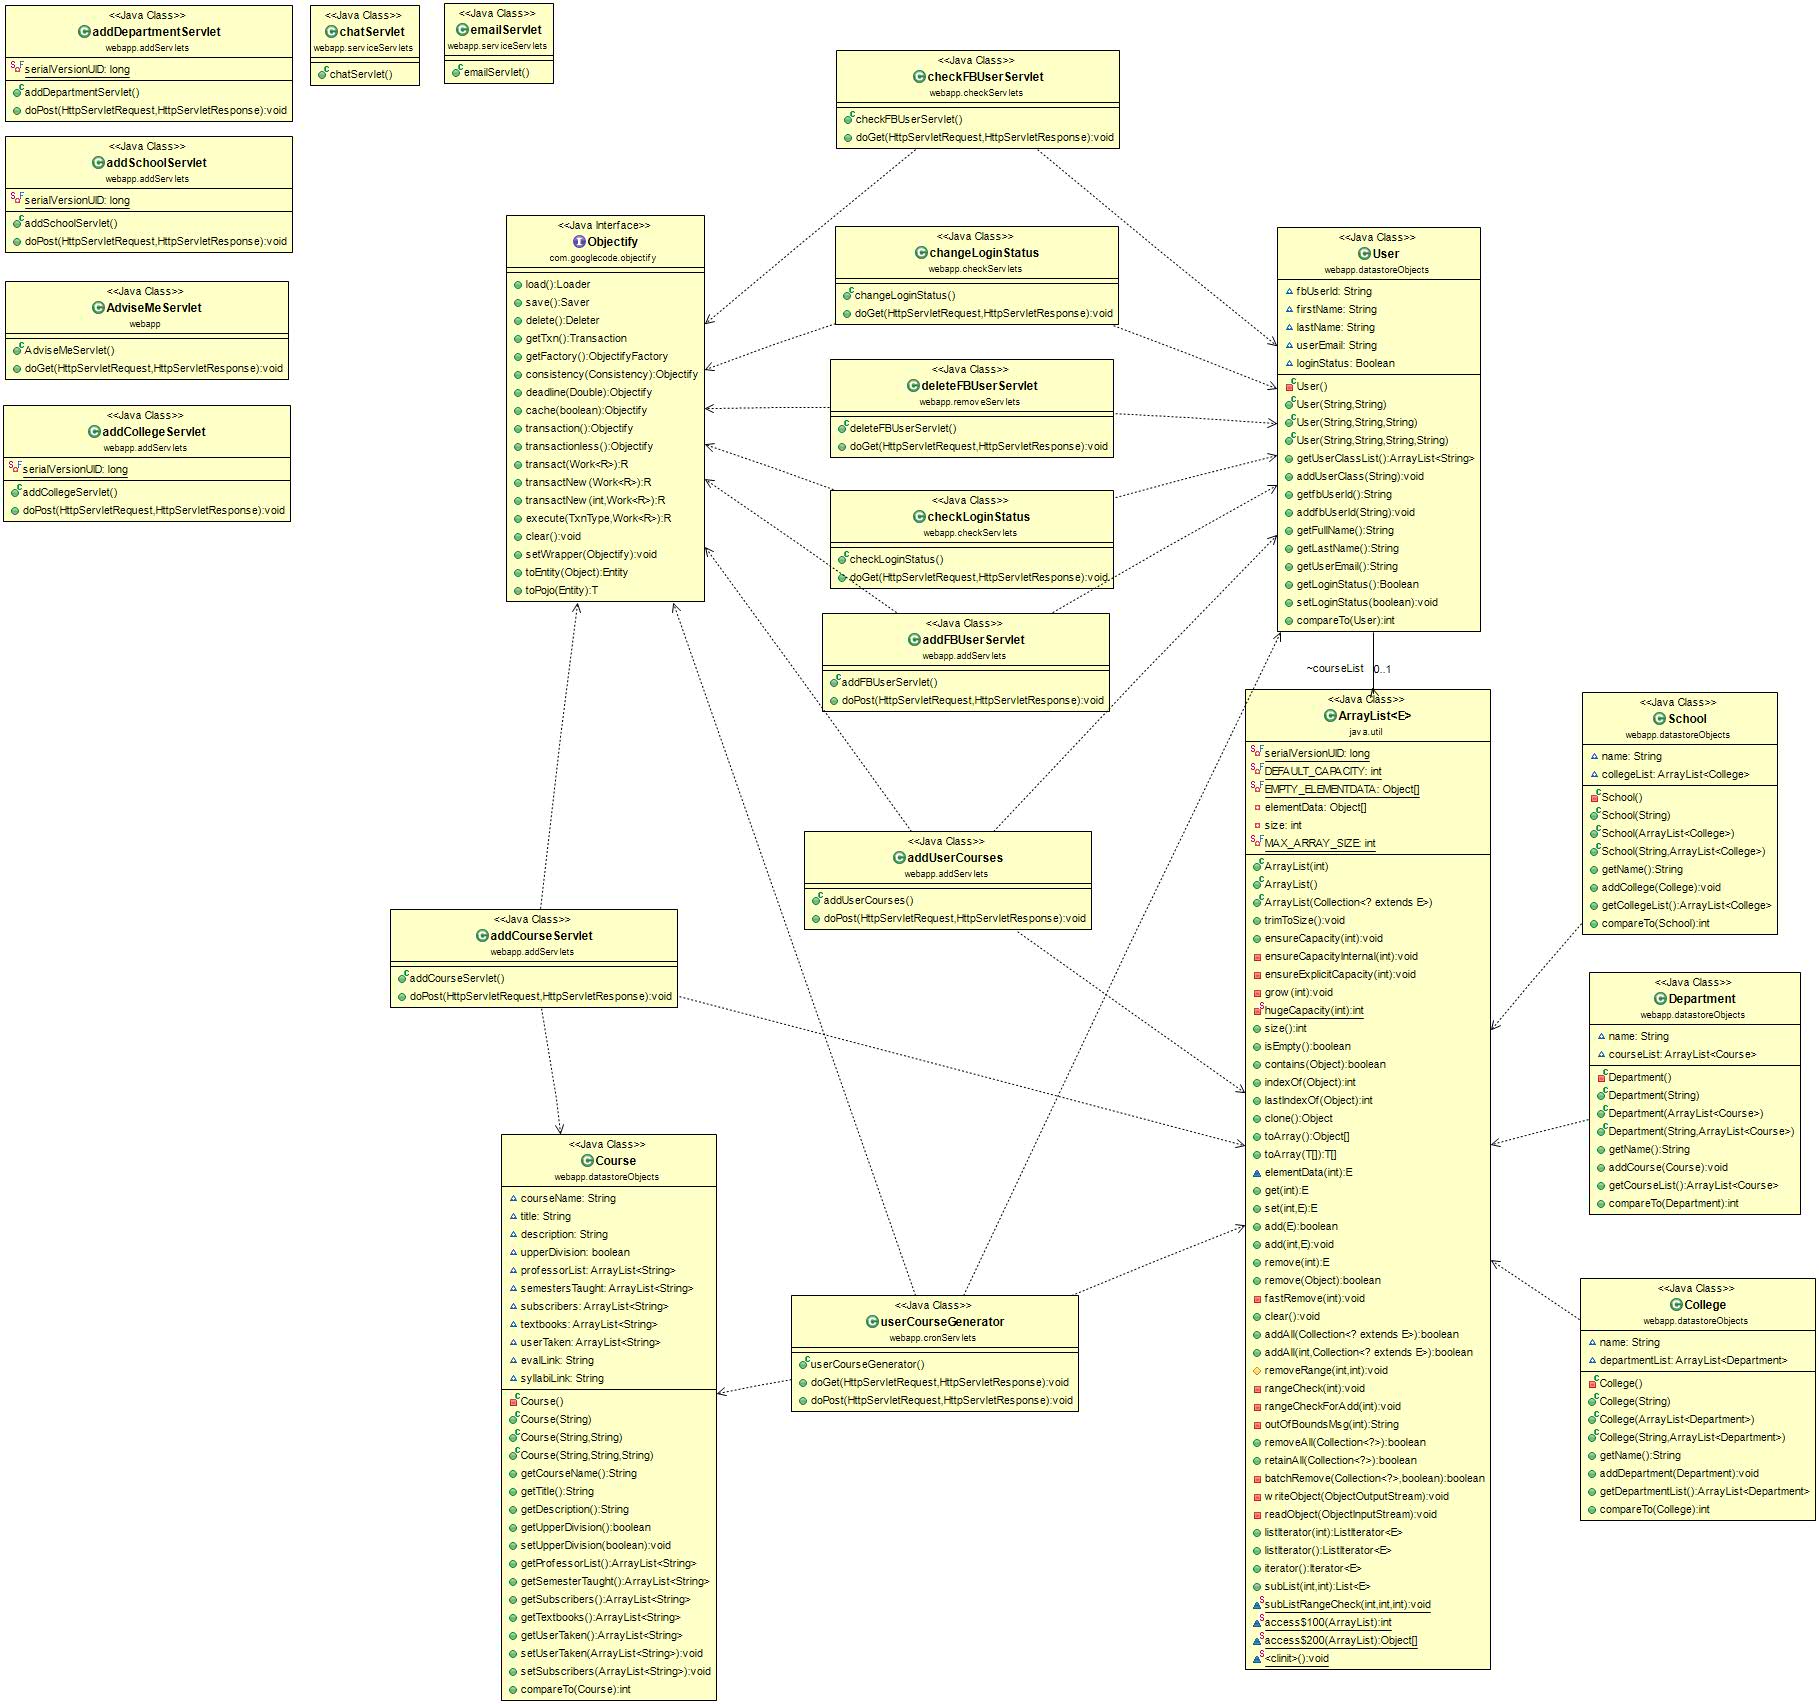 <<Java Class>>
addDepartmentServlet
webapp.addServlets
serialVersionUID: long
addDepartmentServlet()
doPost(HttpServletRequest,HttpServletResponse):void
<<Java Class>>
chatServlet
webapp.serviceServlets
chatServlet()
<<Java Class>>
emailServlet
webapp.serviceServlets
emailServlet()
<<Java Class>>
addSchoolServlet
webapp.addServlets
serialVersionUID: long
addSchoolServlet()
doPost(HttpServletRequest,HttpServletResponse):void
<<Java Class>>
AdviseMeServlet
webapp
AdviseMeServlet()
doGet(HttpServletRequest,HttpServletResponse):void
<<Java Class>>
addCollegeServlet
webapp.addServlets
serialVersionUID: long
addCollegeServlet()
doPost(HttpServletRequest,HttpServletResponse):void
<<Java Class>>
checkFBUserServlet
webapp.checkServlets
checkFBUserServlet()
doGet(HttpServletRequest,HttpServletResponse):void
<<Java Interface>>
Objectify
com.googlecode.objectify
load():Loader
save():Saver
delete():Deleter
getTxn():Transaction
getFactory():ObjectifyFactory
consistency(Consistency):Objectify
deadline(Double):Objectify
cache(boolean):Objectify
transaction():Objectify
transactionless():Objectify
transact(Work<R>):R
transactNew(Work<R>):R
transactNew(int,Work<R>):R
execute(TxnType,Work<R>):R
clear():void
setWrapper(Objectify):void
toEntity(Object):Entity
toPojo(Entity):T
<<Java Class>>
changeLoginStatus
webapp.checkServlets
changeLoginStatus()
doGet(HttpServletRequest,HttpServletResponse):void
<<Java Class>>
deleteFBUserServlet
webapp.removeServlets
deleteFBUserServlet()
doGet(HttpServletRequest,HttpServletResponse):void
<<Java Class>>
checkLoginStatus
webapp.checkServlets
checkLoginStatus()
doGet(HttpServletRequest,HttpServletResponse):void
<<Java Class>>
addFBUserServlet
webapp.addServlets
addFBUserServlet()
doPost(HttpServletRequest,HttpServletResponse):void
<<Java Class>>
User
webapp.datastoreObjects
fbUserId: String
firstName: String
lastName: String
userEmail: String
loginStatus: Boolean
User()
User(String,String)
User(String,String,String)
User(String,String,String,String)
getUserClassList():ArrayList<String>
addUserClass(String):void
getfbUserId():String
addfbUserId(String):void
getFullName():String
getLastName():String
getUserEmail():String
getLoginStatus():Boolean
setLoginStatus(boolean):void
compareTo(User):int
~courseList 0..1
<<Java Class>>
ArrayList<E>
java.util
serialVersionUID: long
DEFAULT_CAPACITY: int
EMPTY_ELEMENTDATA: Object[]
elementData: Object[]
size: int
MAX_ARRAY_SIZE: int
ArrayList(int)
ArrayList()
ArrayList(Collection<? extends E>)
trimToSize():void
ensureCapacity(int):void
ensureCapacityInternal(int):void
ensureExplicitCapacity(int):void
grow(int):void
hugeCapacity(int):int
size():int
isEmpty():boolean
contains(Object):boolean
indexOf(Object):int
lastIndexOf(Object):int
clone():Object
toArray():Object[]
toArray(T[]):T[]
elementData(int):E
get(int):E
set(int,E):E
add(E):boolean
add(int,E):void
remove(int):E
remove(Object):boolean
fastRemove(int):void
clear():void
addAll(Collection<? extends E>):boolean
addAll(int,Collection<? extends E>):boolean
removeRange(int,int):void
rangeCheck(int):void
rangeCheckForAdd(int):void
outOfBoundsMsg(int):String
removeAll(Collection<?>):boolean
retainAll(Collection<?>):boolean
batchRemove(Collection<?>,boolean):boolean
writeObject(ObjectOutputStream):void
readObject(ObjectInputStream):void
listIterator(int):ListIterator<E>
listIterator():ListIterator<E>
iterator():Iterator<E>
subList(int,int):List<E>
subListRangeCheck(int,int,int):void
access$100(ArrayList):int
access$200(ArrayList):Object[]
<clinit>():void
<<Java Class>>
School
webapp.datastoreObjects
name: String
collegeList: ArrayList<College>
School()
School(String)
School(ArrayList<College>)
School(String,ArrayList<College>)
getName():String
addCollege(College):void
getCollegeList():ArrayList<College>
compareTo(School):int
<<Java Class>>
Department
webapp.datastoreObjects
name: String
courseList: ArrayList<Course>
Department()
Department(String)
Department(ArrayList<Course>)
Department(String,ArrayList<Course>)
getName():String
addCourse(Course):void
getCourseList():ArrayList<Course>
compareTo(Department):int
<<Java Class>>
College
webapp.datastoreObjects
name: String
departmentList: ArrayList<Department>
College()
College(String)
College(ArrayList<Department>)
College(String,ArrayList<Department>)
getName():String
addDepartment(Department):void
getDepartmentList():ArrayList<Department>
compareTo(College):int
<<Java Class>>
addUserCourses
webapp.addServlets
addUserCourses()
doPost(HttpServletRequest,HttpServletResponse):void
<<Java Class>>
addCourseServlet
webapp.addServlets
addCourseServlet()
doPost(HttpServletRequest,HttpServletResponse):void
<<Java Class>>
Course
webapp.datastoreObjects
courseName: String
title: String
description: String
upperDivision: boolean
professorList: ArrayList<String>
semestersTaught: ArrayList<String>
subscribers: ArrayList<String>
textbooks: ArrayList<String>
userTaken: ArrayList<String>
evalLink: String
syllabiLink: String
Course()
Course(String)
Course(String,String)
Course(String,String,String)
getCourseName():String
getTitle():String
getDescription():String
getUpperDivision():boolean
setUpperDivision(boolean):void
getProfessorList():ArrayList<String>
getSemesterTaught():ArrayList<String>
getSubscribers():ArrayList<String>
getTextbooks():ArrayList<String>
getUserTaken():ArrayList<String>
setUserTaken(ArrayList<String>):void
setSubscribers(ArrayList<String>):void
compareTo(Course):int
<<Java Class>>
userCourseGenerator
webapp.cronServlets
userCourseGenerator()
doGet(HttpServletRequest,HttpServletResponse):void
doPost(HttpServletRequest,HttpServletResponse):void